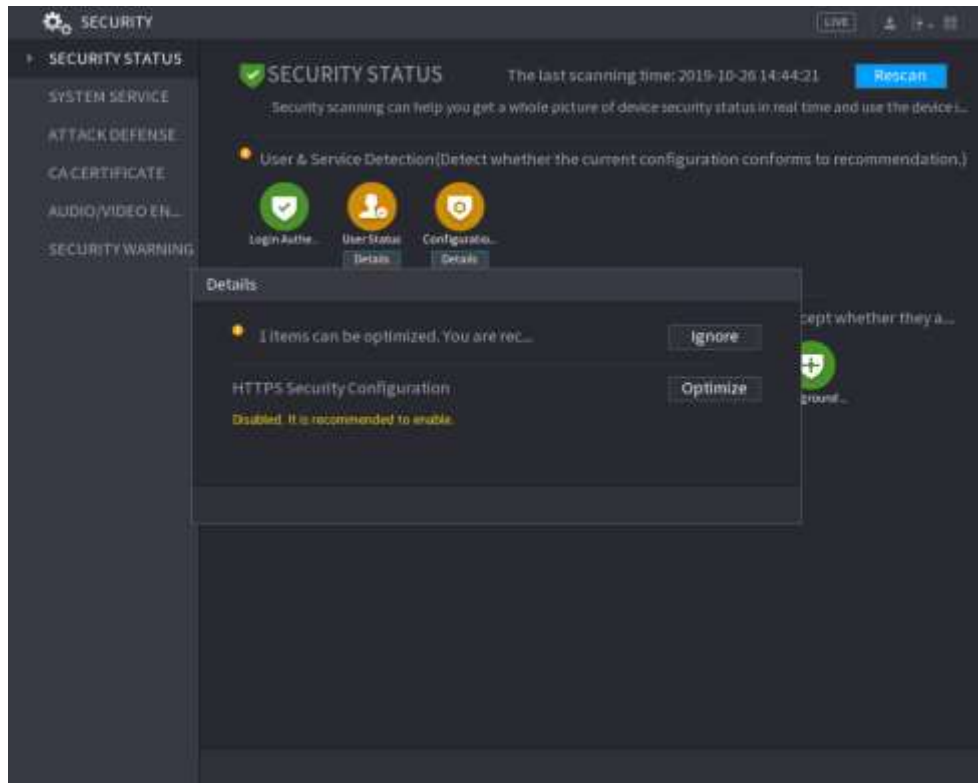 SECURITY
LIVE
SECURITY STATUS
SYSTEM SERVICE
ATTACK DEFENSE
CA CERTIFICATE
AUDIO/VIDEO EN...
SECURITY WARNING
SECURITY STATUS
The last scanning time: 2019-10-26 14:44:21
Rescan
Security scanning can help you get a whole picture of device security status in real time and use the device i...
User & Service Detection(Detect whether the current configuration conforms to recommendation.)
Login Authe...
User Status
Configuratio...
Details
Details
Details
1 items can be optimized. You are rec...
Ignore
HTTPS Security Configuration
Optimize
Disabled. It is recommended to enable.
cept whether they a...
ground...